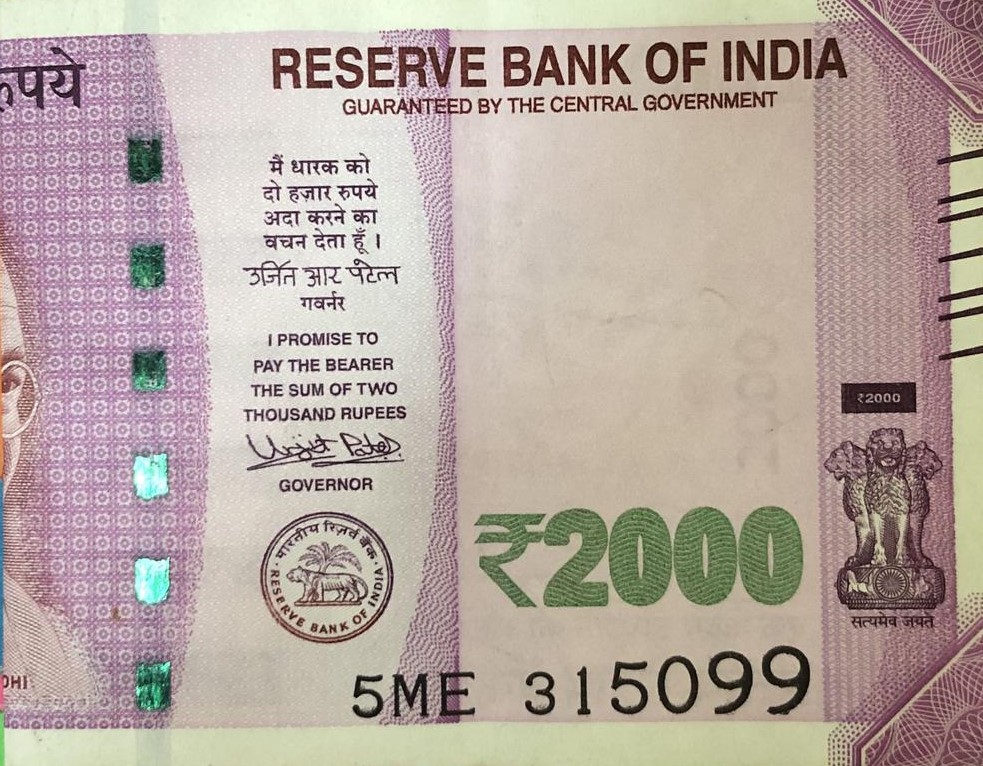 रुपये
RESERVE BANK OF INDIA
GUARANTEED BY THE CENTRAL GOVERNMENT
मैं धारक को
दो हज़ार रुपये
अदा करने का
वचन देता हूँ ।
उर्जित आर पटेल
गवर्नर
I PROMISE TO
PAY THE BEARER
THE SUM OF TWO
THOUSAND RUPEES
Urjit Patel
GOVERNOR
भारतीय रिज़र्व बैंक
RESERVE BANK OF INDIA
₹2000
₹2000
सत्यमेव जयते
DHI
5ME 315099